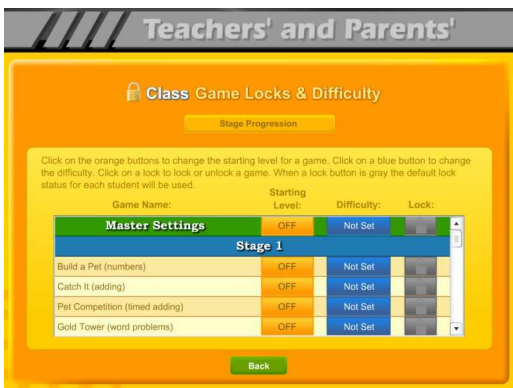 Teachers' and Parents'
Class Game Locks & Difficulty
Stage Progression
Click on the orange buttons to change the starting level for a game. Click on a blue button to change
the difficulty. Click on a lock to lock or unlock a game. When a lock button is gray the default lock
status for each student will be used.
Game Name: Starting Level: Difficulty: Lock:
Master Settings OFF Not Set
Stage 1
Build a Pet (numbers) OFF Not Set
Catch It (adding) OFF Not Set
Pet Competition (timed adding) OFF Not Set
Gold Tower (word problems) OFF Not Set
Back